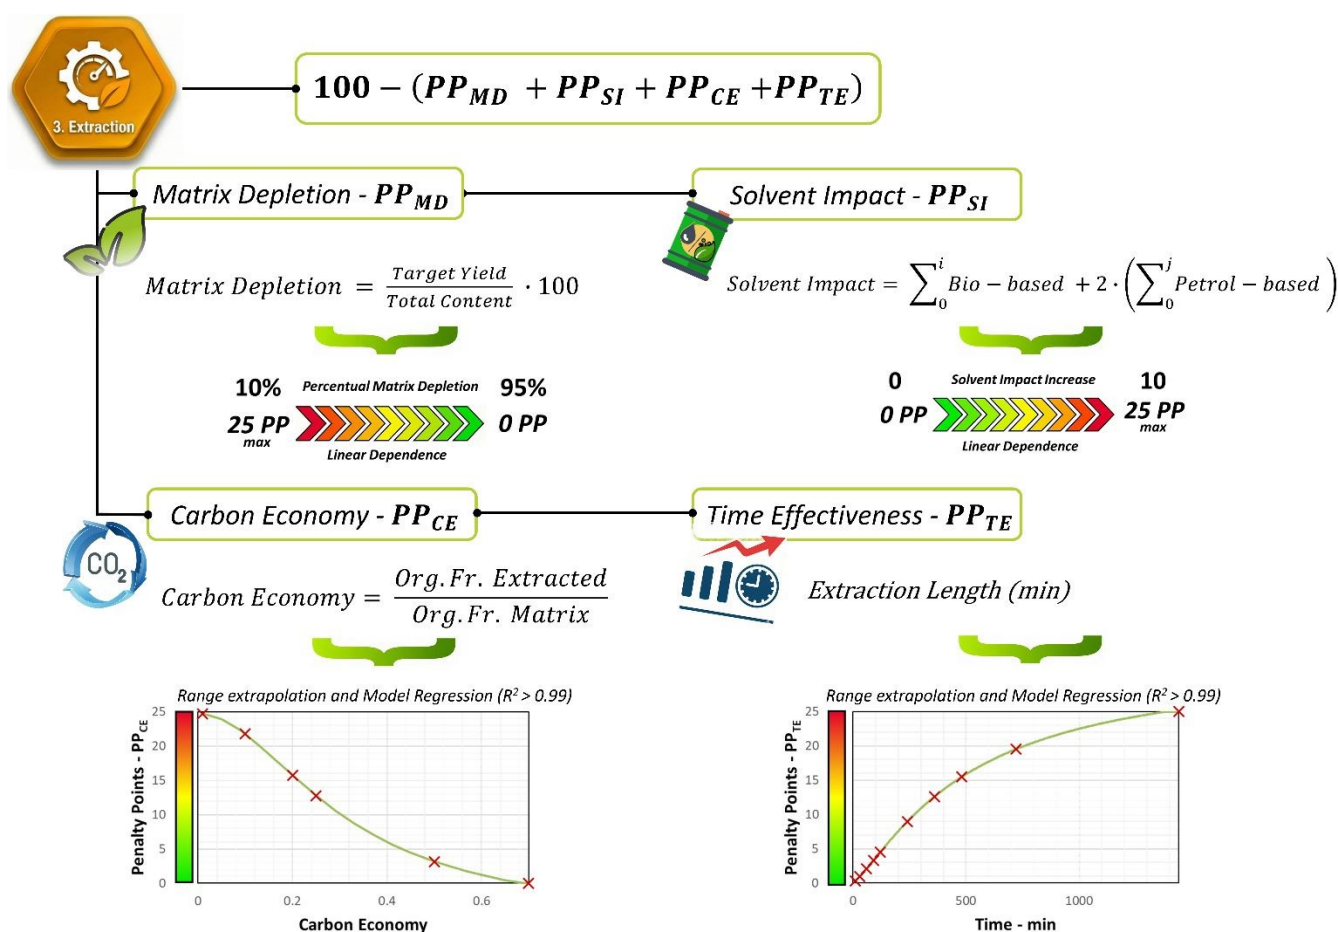 3. Extraction
100 − (PP_MD + PP_SI + PP_CE + PP_TE)
Matrix Depletion - PP_MD
Solvent Impact - PP_SI
Matrix Depletion = Target Yield / Total Content · 100
Solvent Impact = ∑_0^i Bio − based + 2 · (∑_0^j Petrol − based)
10% Percentual Matrix Depletion 95%
25 PP max 0 PP
Linear Dependence
0 Solvent Impact Increase 10
0 PP 25 PP max
Linear Dependence
Carbon Economy - PP_CE
Time Effectiveness - PP_TE
CO2
Carbon Economy = Org.Fr. Extracted / Org.Fr. Matrix
Extraction Length (min)
Range extrapolation and Model Regression (R² > 0.99)
Penalty Points - PP_CE
25
20
15
10
5
0
0 0.2 0.4 0.6
Carbon Economy
Range extrapolation and Model Regression (R² > 0.99)
Penalty Points - PP_TE
25
20
15
10
5
0
0 500 1000
Time - min